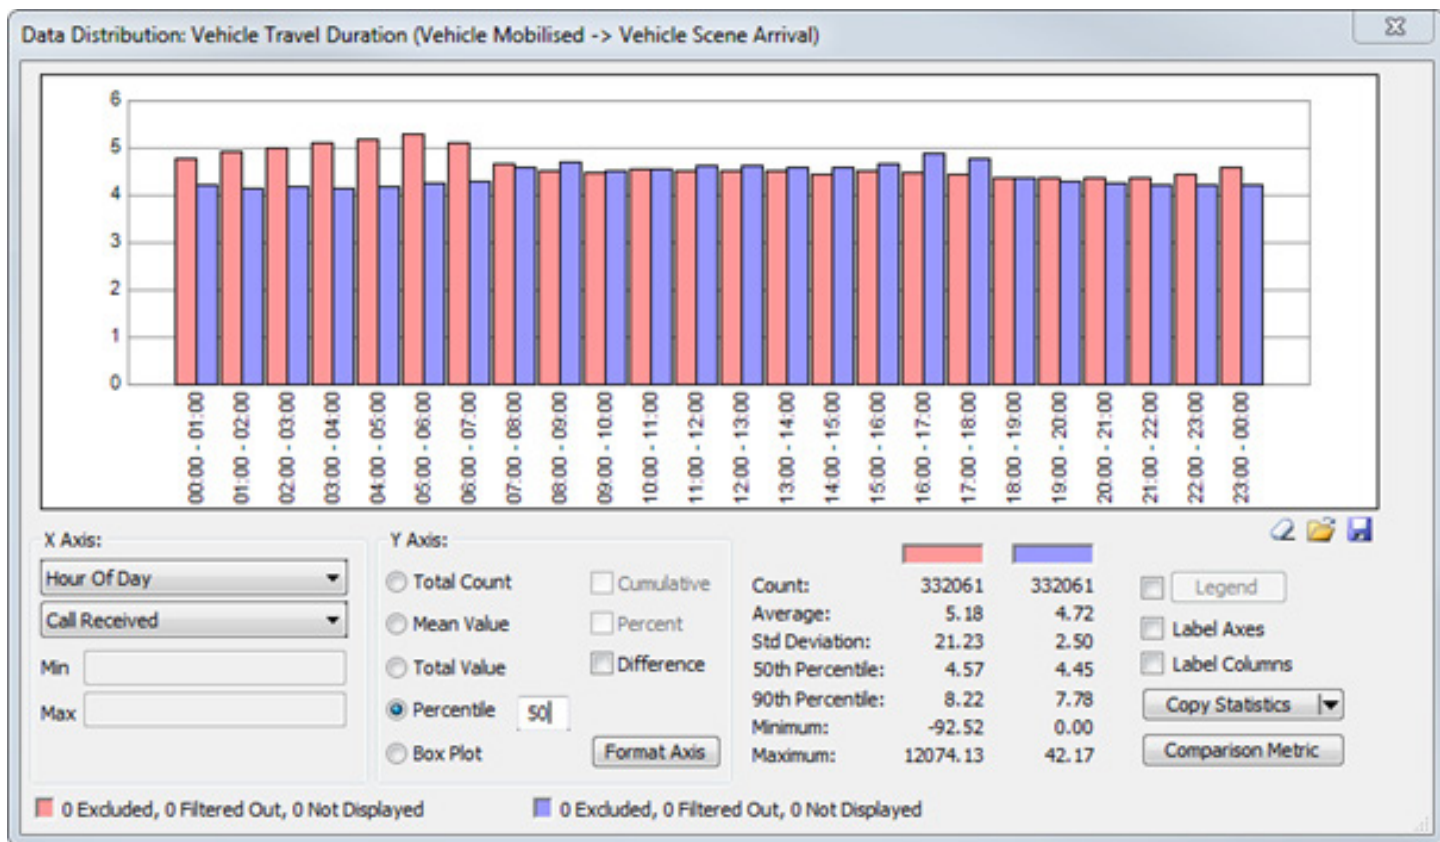 Data Distribution: Vehicle Travel Duration (Vehicle Mobilised -> Vehicle Scene Arrival)
6
5
4
3
2
1
0
00:00 - 01:00
01:00 - 02:00
02:00 - 03:00
03:00 - 04:00
04:00 - 05:00
05:00 - 06:00
06:00 - 07:00
07:00 - 08:00
08:00 - 09:00
09:00 - 10:00
10:00 - 11:00
11:00 - 12:00
12:00 - 13:00
13:00 - 14:00
14:00 - 15:00
15:00 - 16:00
16:00 - 17:00
17:00 - 18:00
18:00 - 19:00
19:00 - 20:00
20:00 - 21:00
21:00 - 22:00
22:00 - 23:00
23:00 - 00:00
X Axis:
Hour Of Day
Call Received
Min
Max
Y Axis:
Total Count
Cumulative
Mean Value
Percent
Total Value
Difference
Percentile 50
Box Plot
Format Axis
Count: 332061 332061
Average: 5.18 4.72
Std Deviation: 21.23 2.50
50th Percentile: 4.57 4.45
90th Percentile: 8.22 7.78
Minimum: -92.52 0.00
Maximum: 12074.13 42.17
Legend
Label Axes
Label Columns
Copy Statistics
Comparison Metric
0 Excluded, 0 Filtered Out, 0 Not Displayed
0 Excluded, 0 Filtered Out, 0 Not Displayed